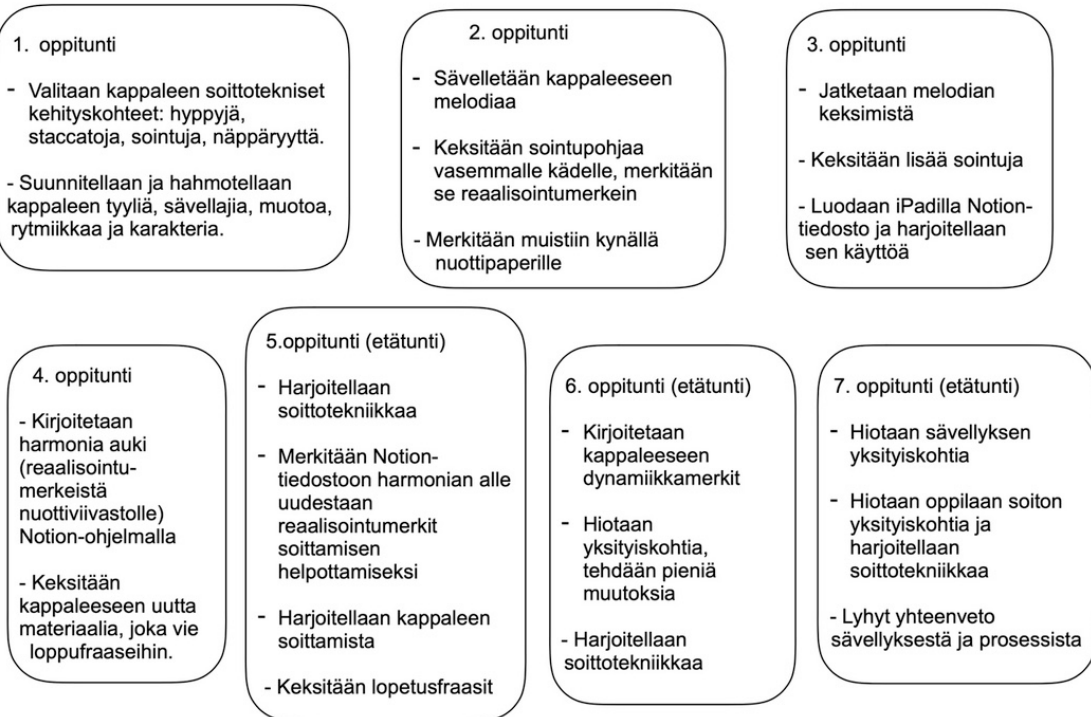 1. oppitunti
- Valitaan kappaleen soittotekniset
kehityskohteet: hyppyjä,
staccatoja, sointuja, näppäryyttä.
- Suunnitellaan ja hahmotellaan
kappaleen tyyliä, sävellajia, muotoa,
rytmiikkaa ja karakteria.
2. oppitunti
- Sävelletään kappaleeseen
melodiaa
- Keksitään sointupohjaa
vasemmalle kädelle, merkitään
se reaalisointumerkein
- Merkitään muistiin kynällä
nuottipaperille
3. oppitunti
- Jatketaan melodian
keksimistä
- Keksitään lisää sointuja
- Luodaan iPadilla Notion-
tiedosto ja harjoitellaan
sen käyttöä
4. oppitunti
- Kirjoitetaan
harmonia auki
(reaalisointu-
merkeistä
nuottiviivastolle)
Notion-ohjelmalla
- Keksitään
kappaleeseen uutta
materiaalia, joka vie
loppufraaseihin.
5.oppitunti (etätunti)
- Harjoitellaan
soittotekniikkaa
- Merkitään Notion-
tiedostoon harmonian alle
uudestaan
reaalisointumerkit
soittamisen
helpottamiseksi
- Harjoitellaan kappaleen
soittamista
- Keksitään lopetusfraasit
6. oppitunti (etätunti)
- Kirjoitetaan
kappaleeseen
dynamiikkamerkit
- Hiotaan
yksityiskohtia,
tehdään pieniä
muutoksia
- Harjoitellaan
soittotekniikkaa
7. oppitunti (etätunti)
- Hiotaan sävellyksen
yksityiskohtia
- Hiotaan oppilaan soiton
yksityiskohtia ja
harjoitellaan
soittotekniikkaa
- Lyhyt yhteenveto
sävellyksestä ja prosessista